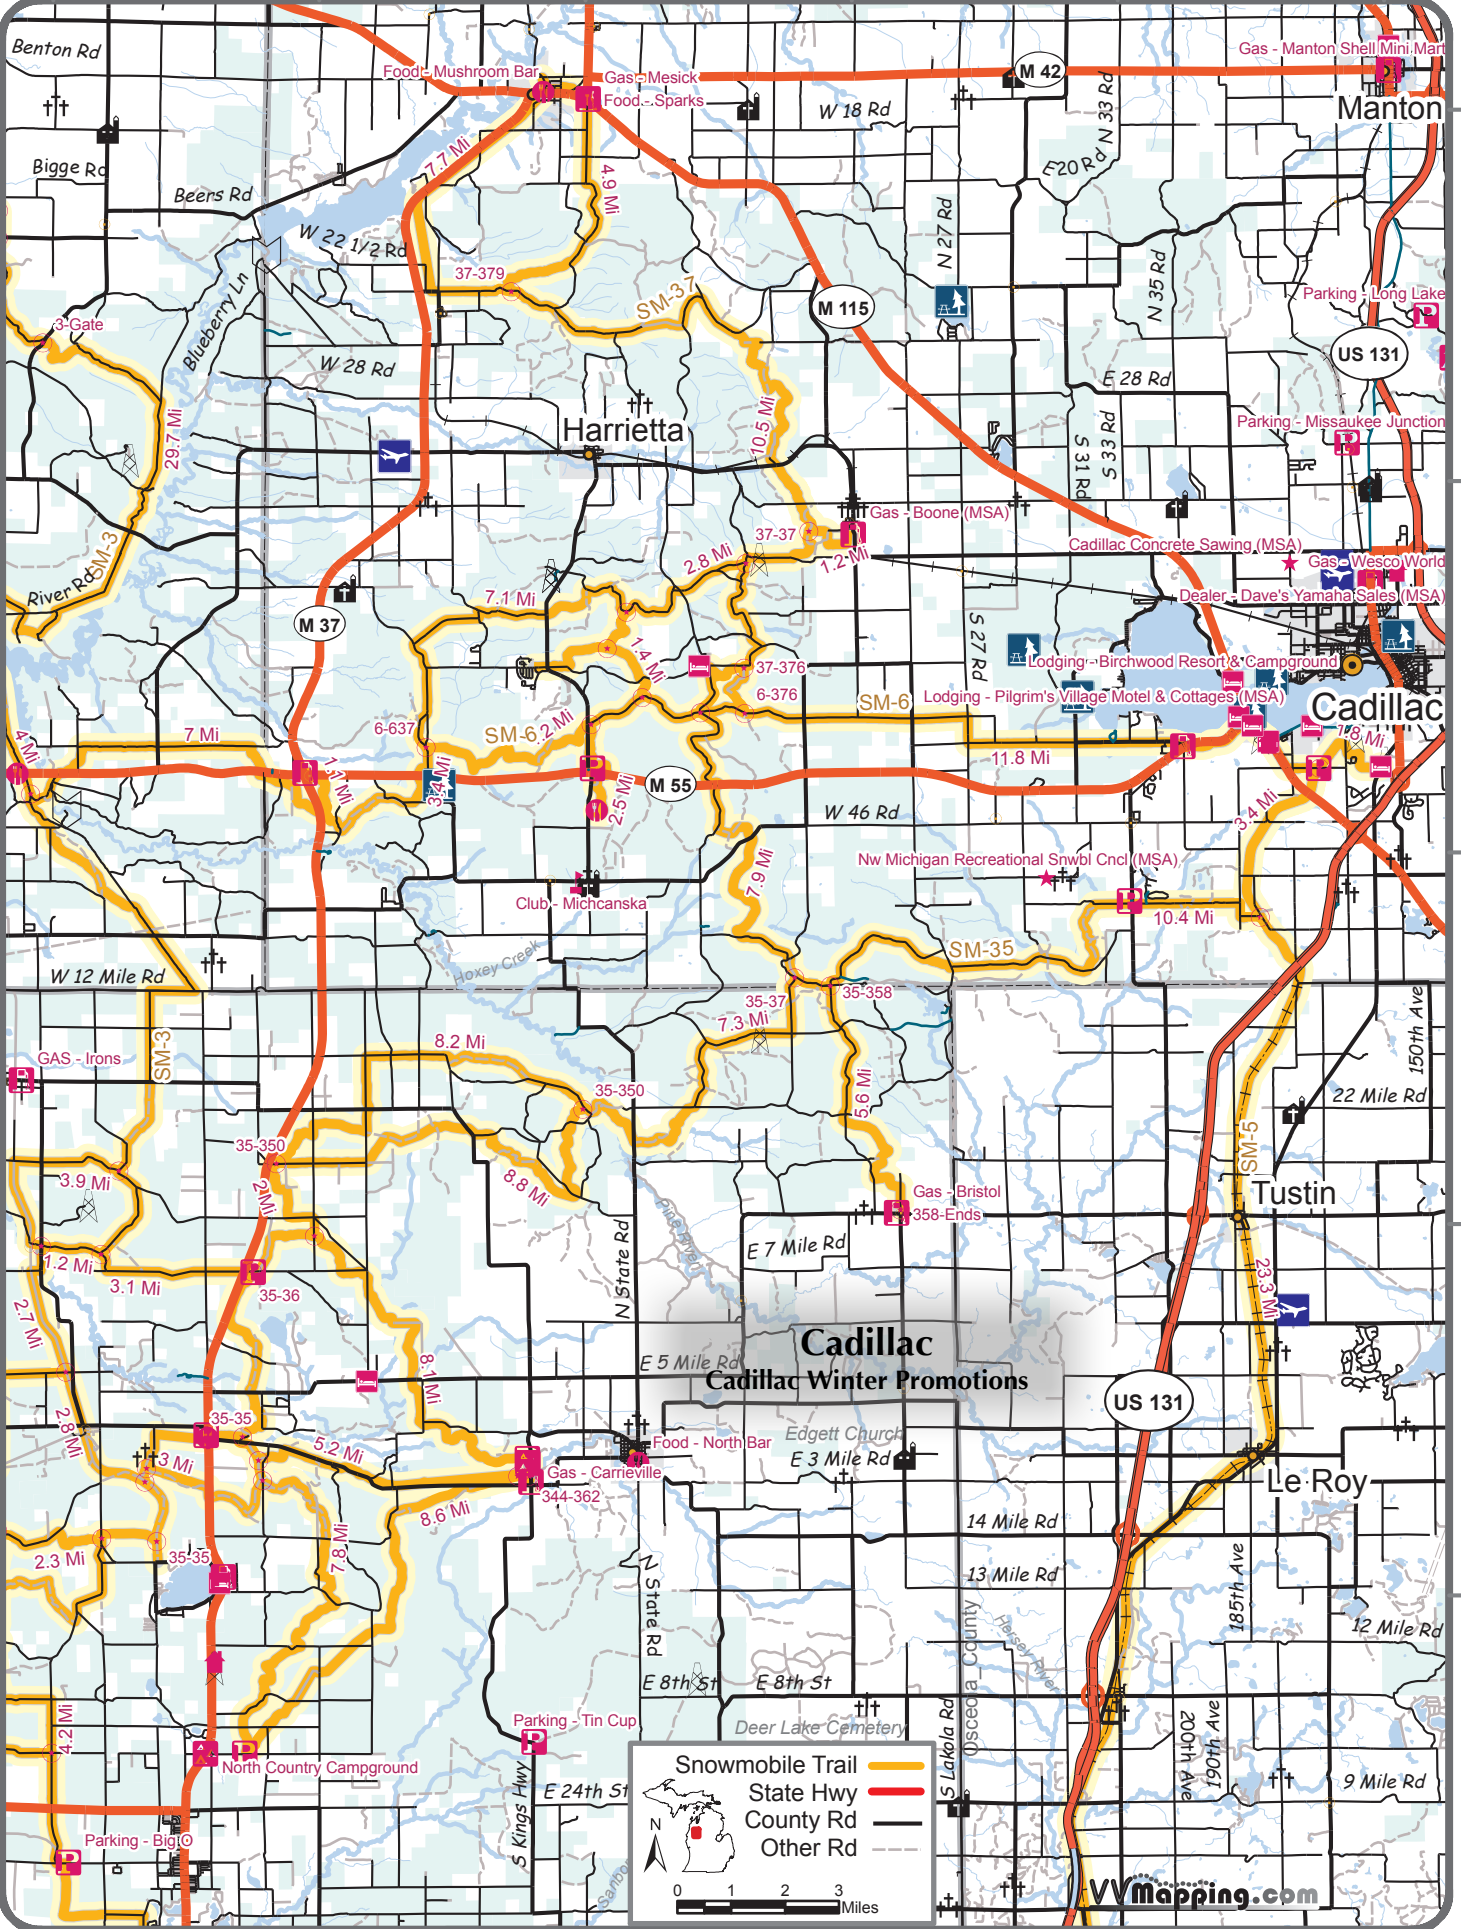 Benton Rd
Food - Mushroom Bar
Gas - Mesick
Food - Sparks
M 42
Gas - Manton Shell Mini Mart
Manton
W 18 Rd
N 33 Rd
E20 Rd
Bigge Rd
Beers Rd
7.7 Mi
4.9 Mi
W 22 1/2 Rd
N 27 Rd
N 35 Rd
37-379
SM-37
M 115
Parking - Long Lake
3-Gate
Blueberry Ln
US 131
W 28 Rd
E 28 Rd
29.7 Mi
10.5 Mi
Harrietta
S 31 Rd
S 33 Rd
Parking - Missaukee Junction
Gas - Boone (MSA)
37-37
1.2 Mi
2.8 Mi
SM-3
River Rd
Cadillac Concrete Sawing (MSA)
Gas - Wesco World
Dealer - Dave's Yamaha Sales (MSA)
7.1 Mi
M 37
1.4 Mi
S 27 Rd
37-376
6-376
Lodging - Birchwood Resort & Campground
Lodging - Pilgrim's Village Motel & Cottages (MSA)
SM-6
Cadillac
4 Mi
7 Mi
6-637
SM-6
.2 Mi
1.8 Mi
11.8 Mi
1.1 Mi
3.4 Mi
2.5 Mi
M 55
W 46 Rd
3.4 Mi
7.9 Mi
Nw Michigan Recreational Snwbl Cncl (MSA)
Club - Michcanska
10.4 Mi
SM-35
W 12 Mile Rd
Hoxey Creek
35-37
35-358
7.3 Mi
SM-3
GAS - Irons
8.2 Mi
35-350
5.6 Mi
150th Ave
22 Mile Rd
SM-5
35-350
3.9 Mi
2 Mi
8.8 Mi
Pine River
Gas - Bristol
358-Ends
Tustin
1.2 Mi
3.1 Mi
35-36
N State Rd
E 7 Mile Rd
23.3 Mi
2.7 Mi
Cadillac
Cadillac Winter Promotions
E 5 Mile Rd
8.1 Mi
US 131
2.8 Mi
35-35
3 Mi
5.2 Mi
Food - North Bar
Edgett Church
E 3 Mile Rd
Gas - Carrieville
344-362
Le Roy
8.6 Mi
14 Mile Rd
2.3 Mi
35-35
7.8 Mi
N State Rd
13 Mile Rd
185th Ave
12 Mile Rd
Hersey River
Osceola County
E 8th St
E 8th St
4.2 Mi
Parking - Tin Cup
Deer Lake Cemetery
S Lakola Rd
200th Ave
190th Ave
North Country Campground
9 Mile Rd
E 24th St
S Kings Hwy
Parking - Big O
Sanbo
Snowmobile Trail
State Hwy
County Rd
Other Rd
N
0 1 2 3
Miles
VVMapping.com